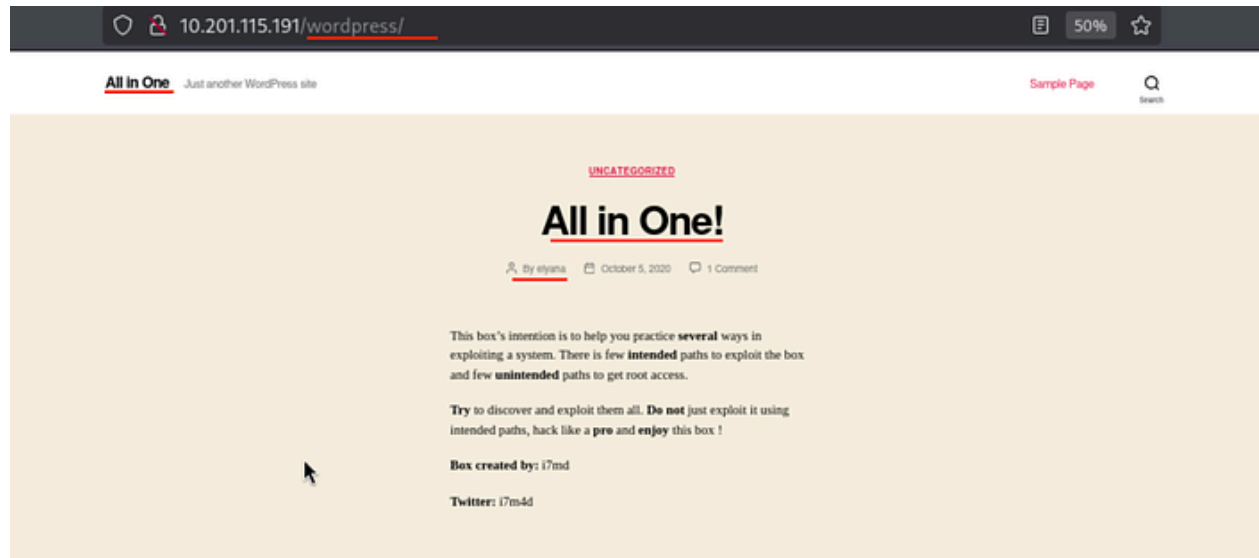 10.201.115.191/wordpress/ 50%
All in One Just another WordPress site Sample Page
Search
UNCATEGORIZED
All in One!
By elyana October 5, 2020 1 Comment
This box's intention is to help you practice several ways in
exploiting a system. There is few intended paths to exploit the box
and few unintended paths to get root access.
Try to discover and exploit them all. Do not just exploit it using
intended paths, hack like a pro and enjoy this box !
Box created by: i7md
Twitter: i7m4d